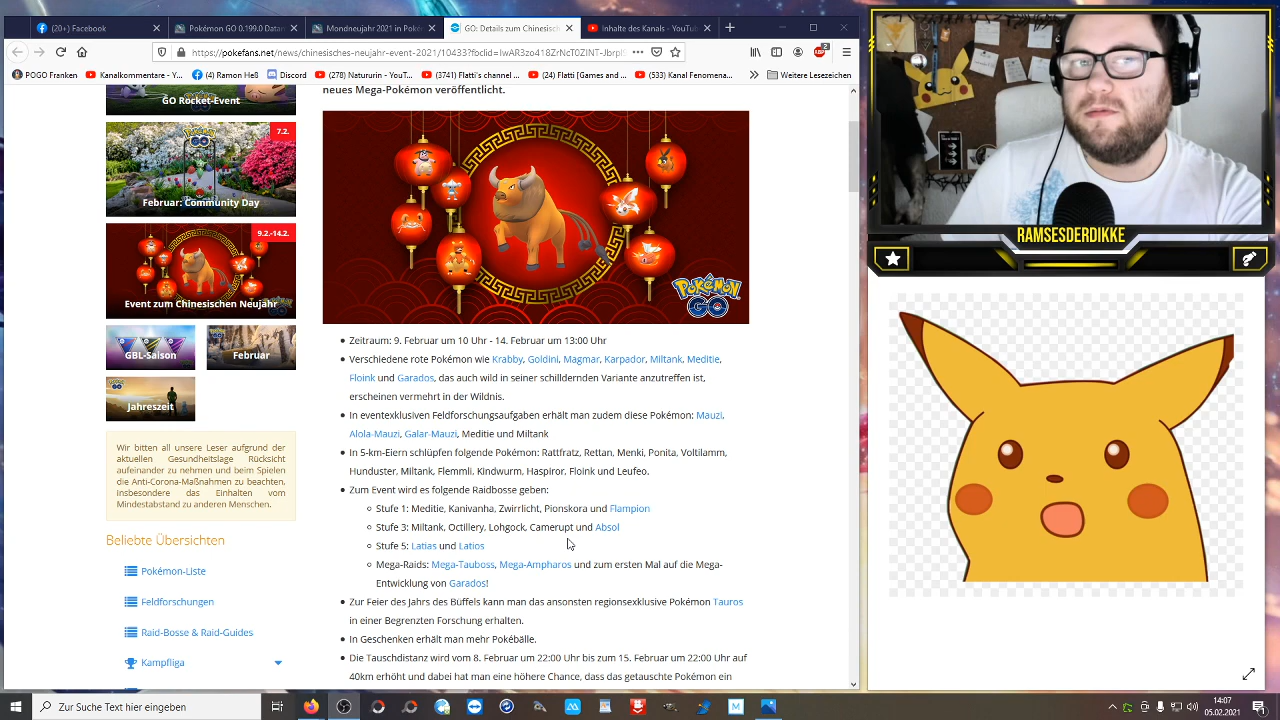 (20+) Facebook
Pokémon GO 0.199.0 Datam
Mondneujahr 2021 in Poké
GO: Details zum Chinesisch
Inhalte des Kanals - YouTub
https://pokefans.net/news/chinesisches-neujahr-event-2021/10433?fbclid=
POGO Franken
Kanalkommentare - Y...
(4) Ramon Heß
Discord
(278) Natururin - YouT...
(3741) Flatti's channel ...
(24) Flatti [Games and ...
(533) Kanal Fenomena...
Weitere Lesezeichen
GO Rocket-Event
7.2.
Februar: Community Day
9.2.-14.2.
Event zum Chinesischen Neujahr
GBL-Saison
Februar
Jahreszeit
Wir bitten all unsere Leser aufgrund der
aktuellen Gesundheitslage Rücksicht
aufeinander zu nehmen und beim Spielen
die Anti-Corona-Maßnahmen zu beachten,
insbesondere das Einhalten vom
Mindestabstand zu anderen Menschen.
Beliebte Übersichten
Pokémon-Liste
Feldforschungen
Raid-Bosse & Raid-Guides
Kampfliga
neues Mega-Pokémon veröffentlicht.
Pokémon
GO
Zeitraum: 9. Februar um 10 Uhr - 14. Februar um 13:00 Uhr
Verschiedene rote Pokémon wie Krabby, Goldini, Magmar, Karpador, Miltank, Meditie,
Floink und Garados, das auch wild in seiner schilldernden Variante anzutreffen ist,
erscheinen vermehrt in der Wildnis.
In eventexklusiven Feldforschungsaufgaben erhält man zudem diese Pokémon: Mauzi,
Alola-Mauzi, Galar-Mauzi, Meditie und Miltank
In 5-km-Eiern schlüpfen folgende Pokémon: Rattfratz, Rettan, Menki, Ponita, Voltilamm,
Hunduster, Miltank, Flemmli, Kindwurm, Haspiror, Floink und Leufeo.
Zum Event wird es folgende Raidbosse geben:
Stufe 1: Meditie, Kanivanha, Zwirrlicht, Pionskora und Flampion
Stufe 3: Miltank, Octillery, Lohgock, Camerupt und Absol
Stufe 5: Latias und Latios
Mega-Raids: Mega-Tauboss, Mega-Ampharos und zum ersten Mal auf die Mega-
Entwicklung von Garados!
Zur Feier des Jahrs des Büffels kann man das ansonsten regionsexklusive Pokémon Tauros
in einer Begrenzten Forschung erhalten.
In Geschenken erhält man mehr Pokébälle.
Die Tauschdistanz wird vom 8. Februar um 22:00 Uhr bis zum 15. Februar um 22:00 Uhr auf
40km erhöht und dabei hat man eine höhere Chance, dass das getauschte Pokémon ein
RAMSESDERDIKKE
Zur Suche Text hier eingeben
14:07
05.02.2021